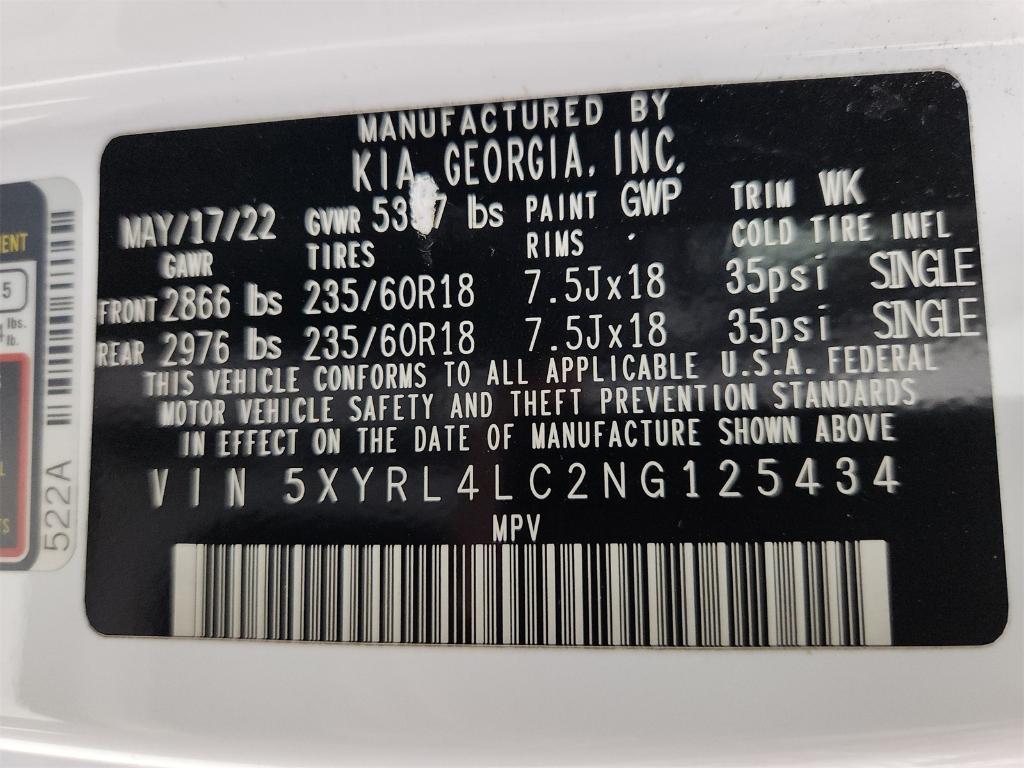 MANUFACTURED BY
KIA GEORGIA, INC.
MAY/17/22 GVWR lbs PAINT GWP TRIM WK
GAWR TIRES RIMS COLD TIRE INFL
FRONT 2866 lbs 235/60R18 7.5Jx18 35psi SINGLE
REAR 2976 lbs 235/60R18 7.5Jx18 35psi SINGLE
THIS VEHICLE CONFORMS TO ALL APPLICABLE U.S.A. FEDERAL
MOTOR VEHICLE SAFETY AND THEFT PREVENTION STANDARDS
IN EFFECT ON THE DATE OF MANUFACTURE SHOWN ABOVE
VIN 5XYRL4LC2NG125434
MPV
5
lbs.
lb.
522A